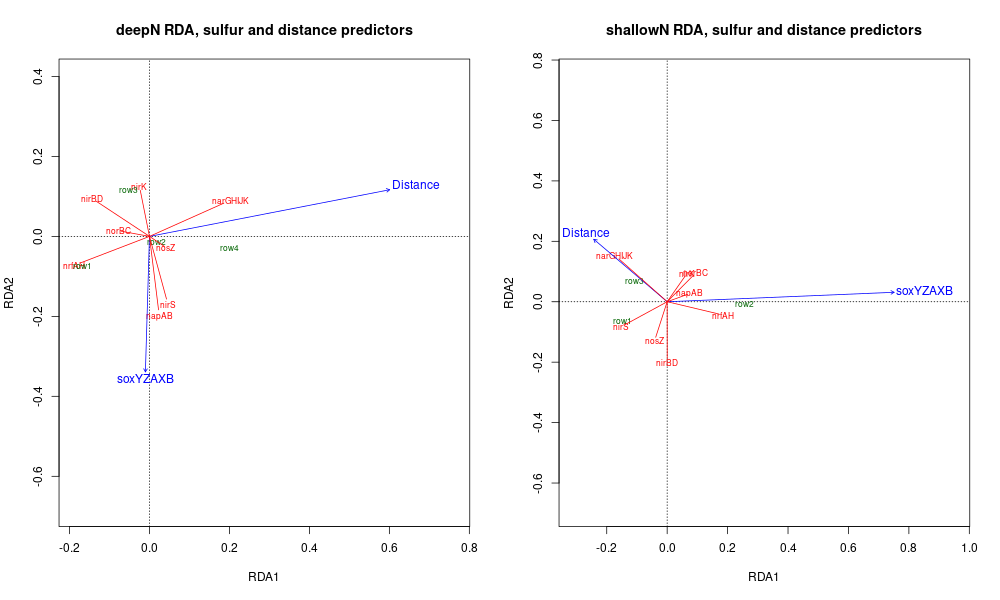 deepN RDA, sulfur and distance predictors
0.4
0.2
0.0
-0.2
-0.4
-0.6
RDA2
Distance
row3
nirK
nirBD
narGHIJK
norBC
row2
nosZ
row4
row1
nirS
napAB
soxYZAXB
-0.2
0.0
0.2
0.4
0.6
0.8
RDA1
shallowN RDA, sulfur and distance predictors
0.8
0.6
0.4
0.2
0.0
-0.2
-0.4
-0.6
RDA2
Distance
narGHIJK
norBC
row3
napAB
soxYZAXB
row2
nrfAH
row1
nirS
nosZ
nirBD
-0.2
0.0
0.2
0.4
0.6
0.8
1.0
RDA1